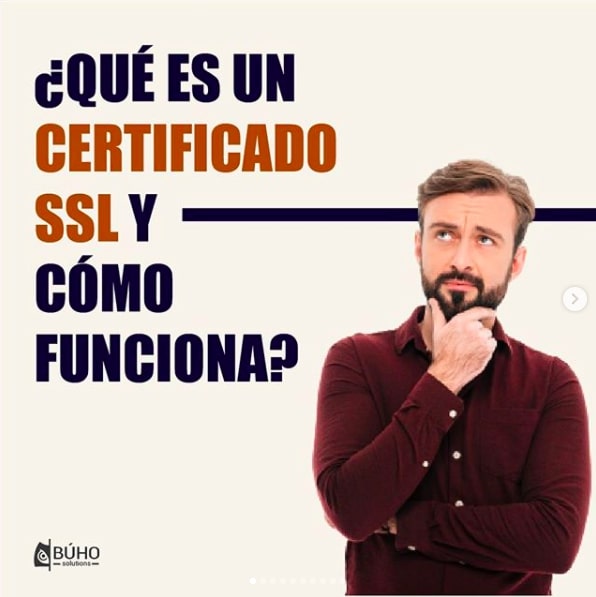 ¿QUÉ ES UN
CERTIFICADO
SSL Y
CÓMO
FUNCIONA?
BÚHO
solutions